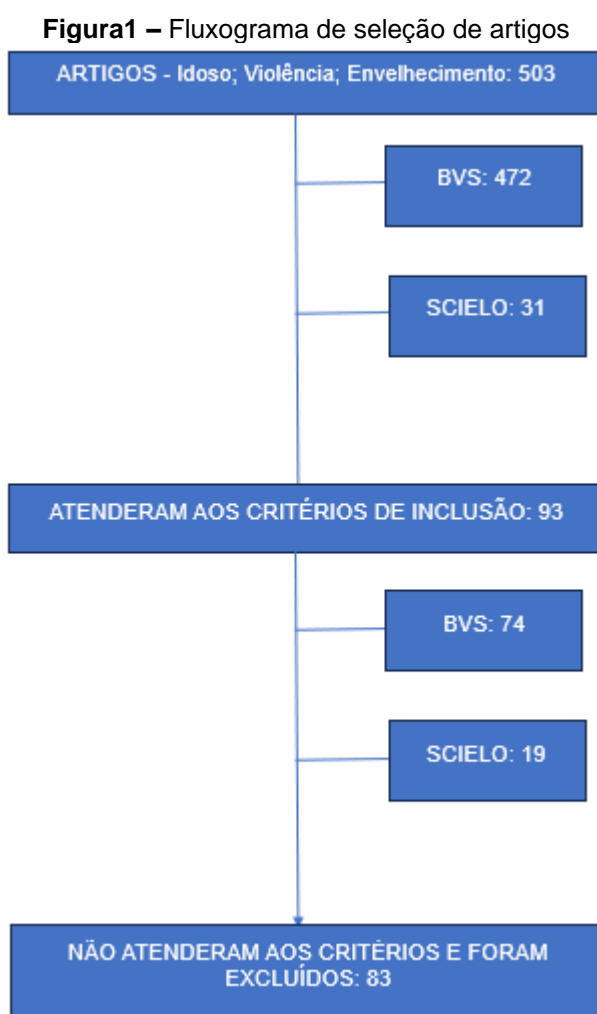 Figura1 – Fluxograma de seleção de artigos
ARTIGOS - Idoso; Violência; Envelhecimento: 503
BVS: 472
SCIELO: 31
ATENDERAM AOS CRITÉRIOS DE INCLUSÃO: 93
BVS: 74
SCIELO: 19
NÃO ATENDERAM AOS CRITÉRIOS E FORAM
EXCLUÍDOS: 83